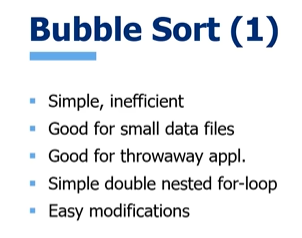 Bubble Sort (1)
Simple, inefficient
Good for small data files
Good for throwaway appl.
Simple double nested for-loop
Easy modifications